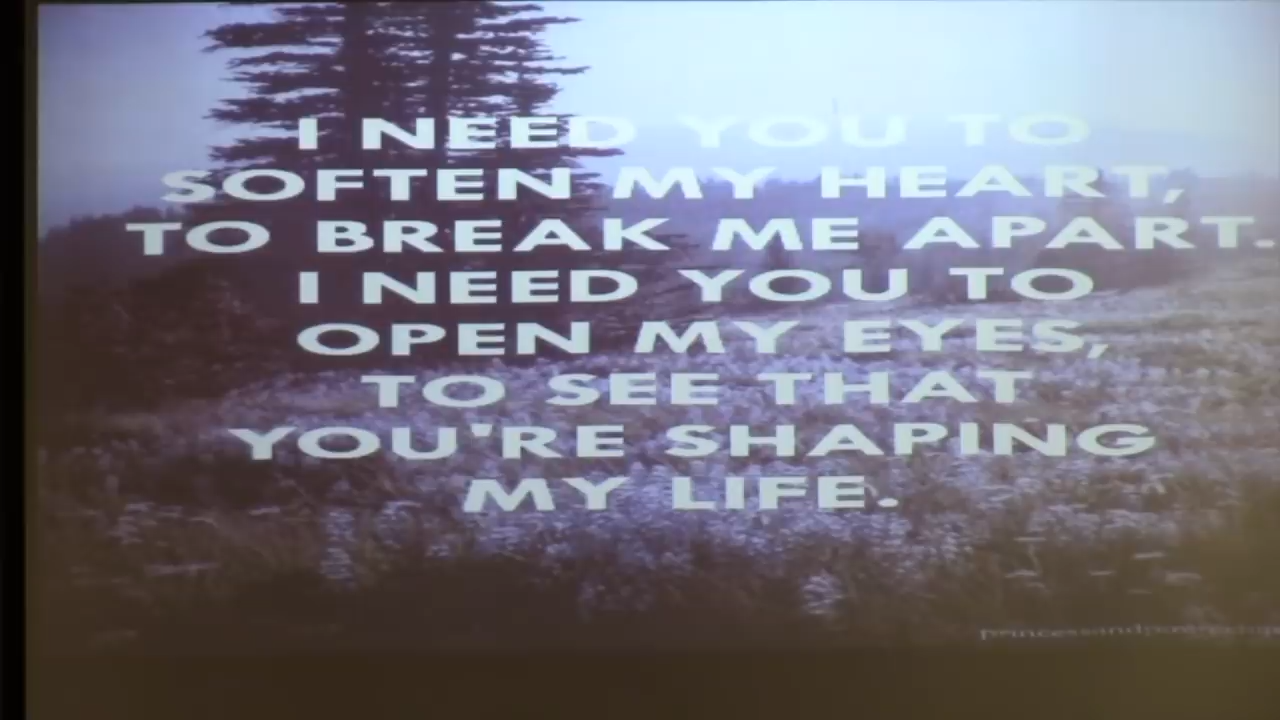 I NEED YOU TO
SOFTEN MY HEART,
TO BREAK ME APART.
I NEED YOU TO
OPEN MY EYES,
TO SEE THAT
YOU'RE SHAPING
MY LIFE.